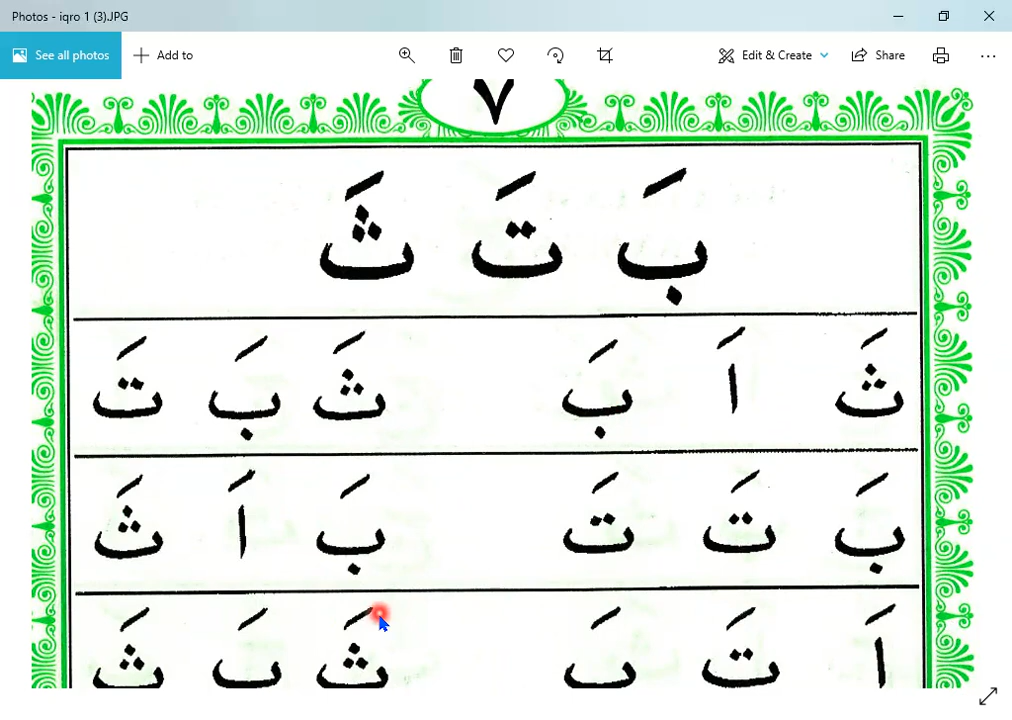 Photos - iqro 1 (3).JPG
See all photos
Add to
Edit & Create
Share
٧
بَ تَ ثَ
ثَ اَ بَ ثَ بَ تَ
بَ تَ تَ بَ اَ ثَ
اَ تَ بَ ثَ بَ ثَ